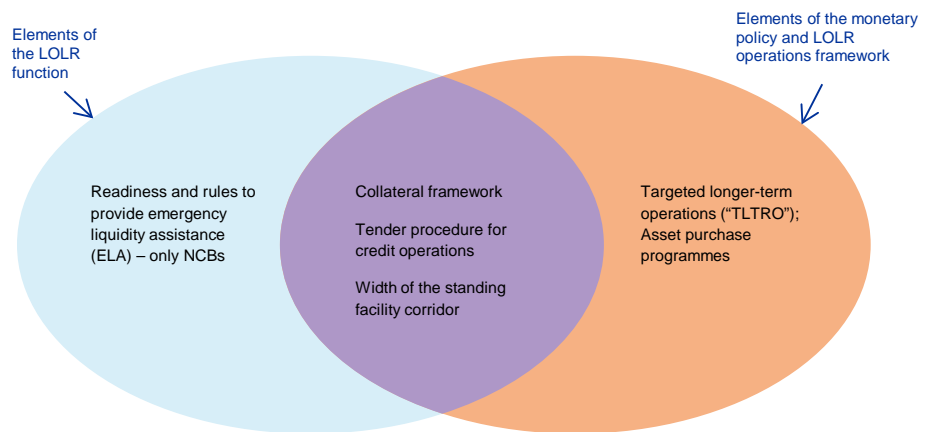 Elements of
the LOLR
function
Elements of the monetary
policy and LOLR
operations framework
Readiness and rules to
provide emergency
liquidity assistance
(ELA) – only NCBs
Collateral framework
Tender procedure for
credit operations
Width of the standing
facility corridor
Targeted longer-term
operations (“TLTRO”);
Asset purchase
programmes